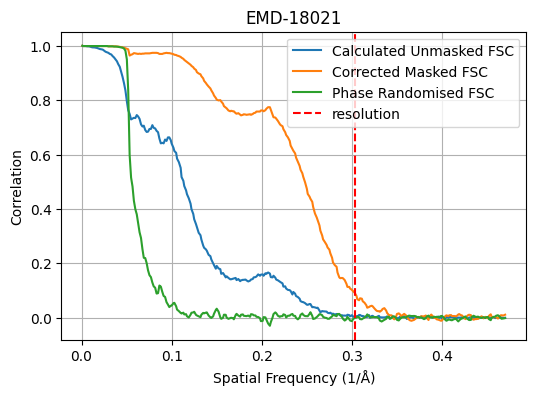 EMD-18021
Calculated Unmasked FSC
Corrected Masked FSC
Phase Randomised FSC
resolution
Correlation
1.0
0.8
0.6
0.4
0.2
0.0
0.0 0.1 0.2 0.3 0.4
Spatial Frequency (1/Å)